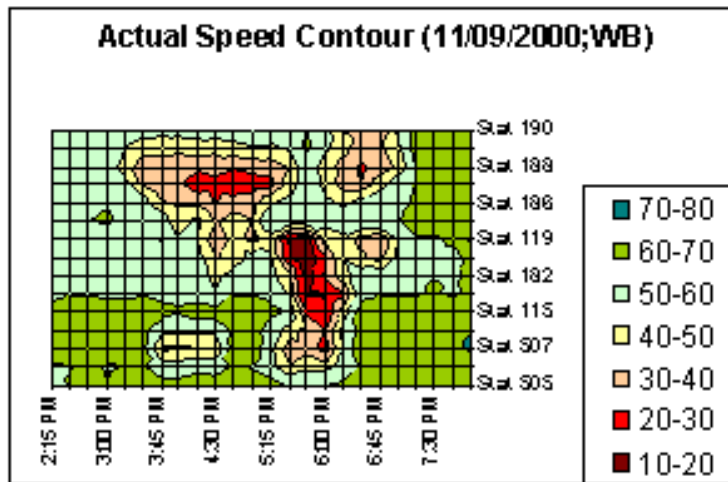 Actual Speed Contour (11/09/2000;WB)
Stat 190
Stat 188
Stat 186
Stat 119
Stat 182
Stat 115
Stat 507
Stat 505
2:15 PM
3:00 PM
3:45 PM
4:30 PM
5:15 PM
6:00 PM
6:45 PM
7:30 PM
70-80
60-70
50-60
40-50
30-40
20-30
10-20